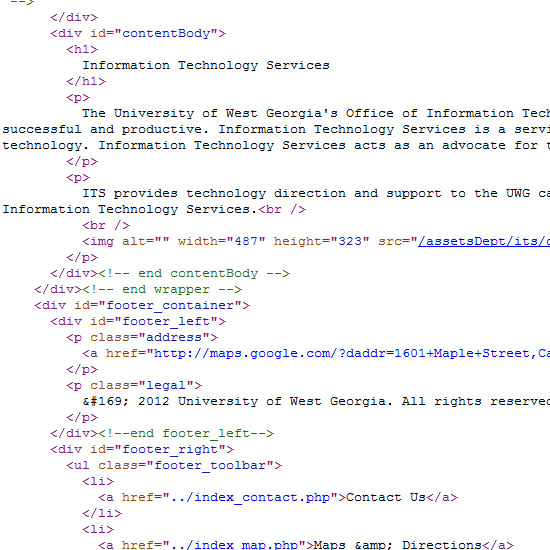 -->
</div>
<div id="contentBody">
<h1>
Information Technology Services
</h1>
<p>
The University of West Georgia's Office of Information Tech
successful and productive. Information Technology Services is a servi
technology. Information Technology Services acts as an advocate for t
</p>
<p>
ITS provides technology direction and support to the UWG ca
Information Technology Services.<br />
<br />
<img alt="" width="487" height="323" src="/assetsDept/its/c
</p>
</div><!-- end contentBody -->
</div><!-- end wrapper -->
<div id="footer_container">
<div id="footer_left">
<p class="address">
<a href="http://maps.google.com/?daddr=1601+Maple+Street,Ca
</p>
<p class="legal">
&#169; 2012 University of West Georgia. All rights reserved
</p>
</div><!--end footer_left-->
<div id="footer_right">
<ul class="footer_toolbar">
<li>
<a href="../index_contact.php">Contact Us</a>
</li>
<li>
<a href="../index_map.php">Maps &amp; Directions</a>